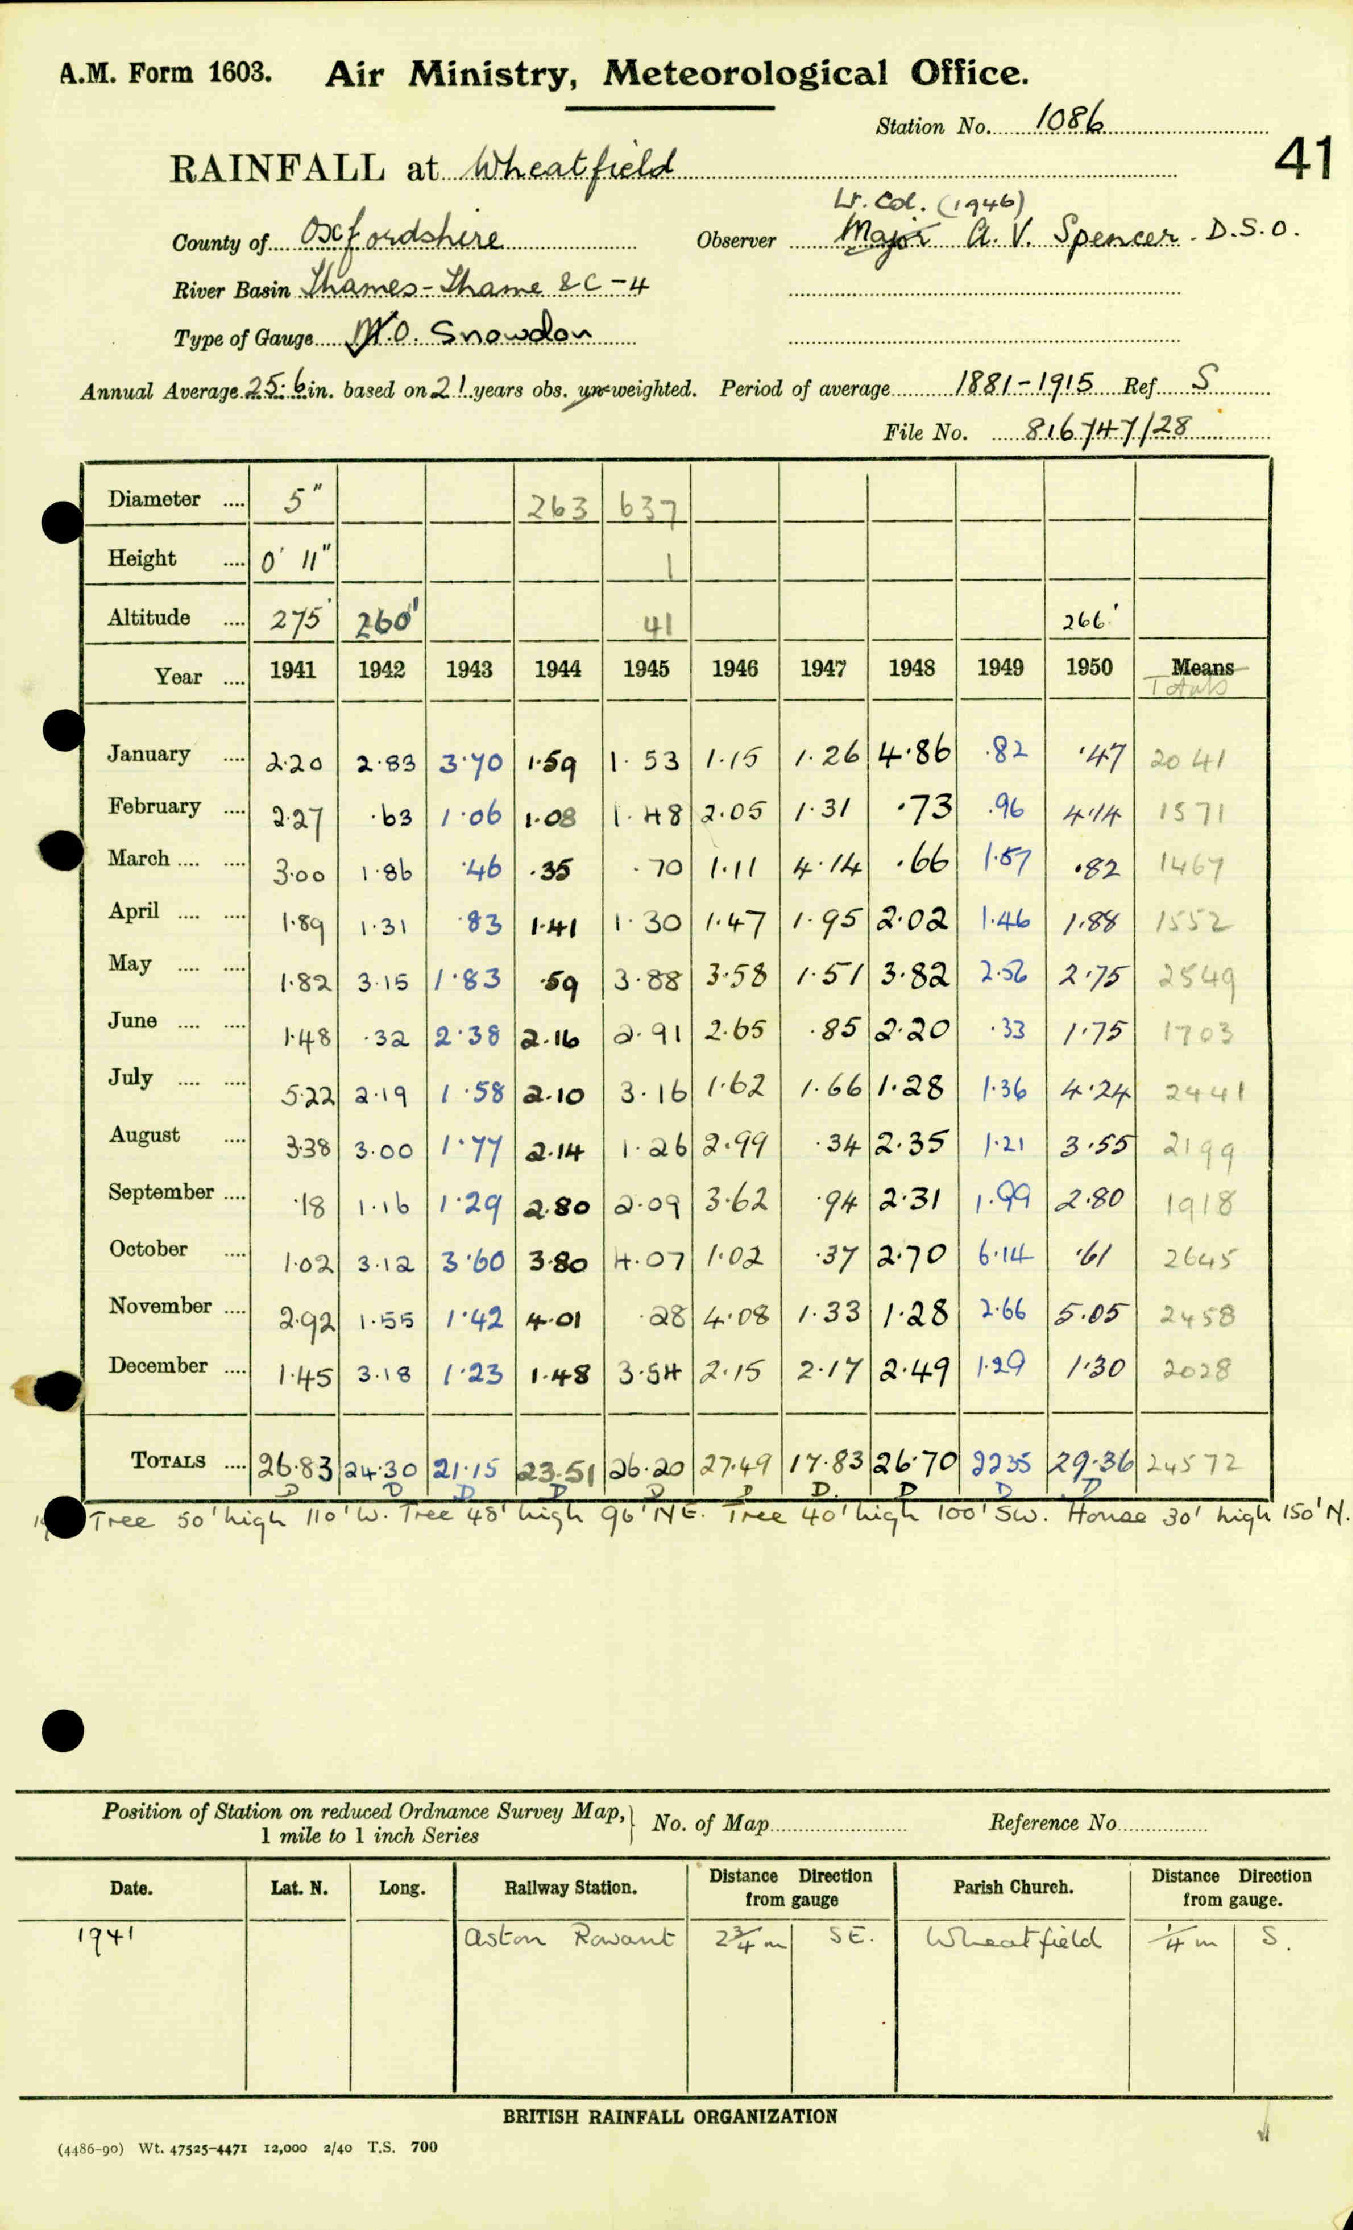 A.M. Form 1603. Air Ministry, Meteorological Office.
Station No. 1086
41
RAINFALL at Wheatfield
Lt. Col. (1946)
County of Oxfordshire Observer Major A. V. Spencer. D.S.O.
River Basin Thames-Thame &C-4
Type of Gauge M.O. Snowdon
Annual Average 25.6 in. based on 21 years obs. un-weighted. Period of average 1881-1915 Ref. S
File No. 816747/28
Diameter .... 5" 263 637
Height .... 0' 11" 1
Altitude .... 275' 260' 41 266'
Year .... 1941 1942 1943 1944 1945 1946 1947 1948 1949 1950 Means
Totals
January .... 2.20 2.83 3.70 1.59 1.53 1.15 1.26 4.86 .82 .47 2041
February .... 2.27 .63 1.06 1.08 1.48 2.05 1.31 .73 .96 4.14 1571
March .... .... 3.00 1.86 .46 .35 .70 1.11 4.14 .66 1.57 .82 1467
April .... .... 1.89 1.31 .83 1.41 1.30 1.47 1.95 2.02 1.46 1.88 1552
May .... .... 1.82 3.15 1.83 .59 3.88 3.58 1.51 3.82 2.56 2.75 2549
June .... .... 1.48 .32 2.38 2.16 2.91 2.65 .85 2.20 .33 1.75 1703
July .... .... 5.22 2.19 1.58 2.10 3.16 1.62 1.66 1.28 1.36 4.24 2441
August .... 3.38 3.00 1.77 2.14 1.26 2.99 .34 2.35 1.21 3.55 2199
September .... .18 1.16 1.29 2.80 2.09 3.62 .94 2.31 1.99 2.80 1918
October .... 1.02 3.12 3.60 3.80 4.07 1.02 .37 2.70 6.14 .61 2645
November .... 2.92 1.55 1.42 4.01 .28 4.08 1.33 1.28 2.66 5.05 2458
December .... 1.45 3.18 1.23 1.48 3.54 2.15 2.17 2.49 1.29 1.30 2028
TOTALS .... 26.83 24.30 21.15 23.51 26.20 27.49 17.83 26.70 2235 29.36 24572
D D D D D D D. D D D
Tree 50' high 110' W. Tree 48' high 96' NE. Tree 40' high 100' SW. House 30' high 150' N.
Position of Station on reduced Ordnance Survey Map, No. of Map Reference No
1 mile to 1 inch Series
Date. Lat. N. Long. Railway Station. Distance from gauge Direction Parish Church. Distance from gauge. Direction
1941 Aston Rowant 2 3/4 m SE. Wheatfield 1/4 m S.
BRITISH RAINFALL ORGANIZATION
(4486-90) Wt. 47525-4471 12,000 2/40 T.S. 700